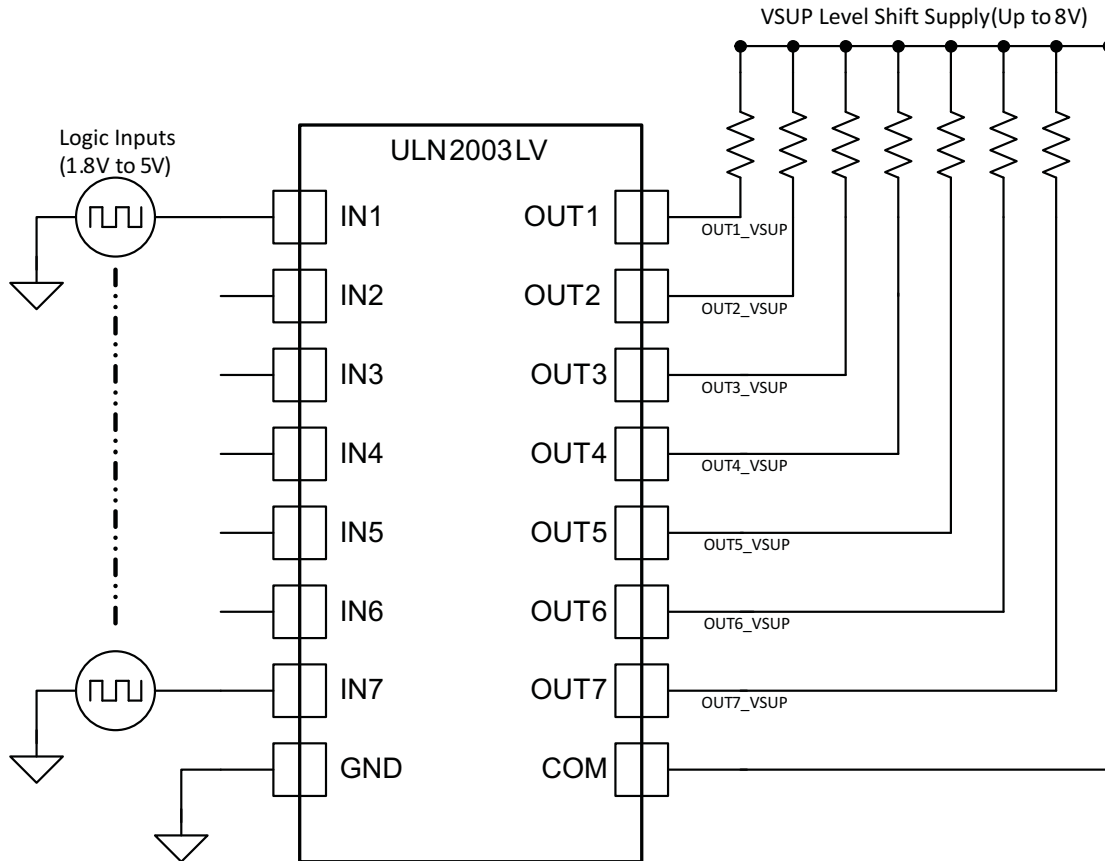 VSUP Level Shift Supply(Up to 8V)
Logic Inputs
(1.8V to 5V)
ULN2003LV
IN1
OUT1
OUT1_VSUP
IN2
OUT2
OUT2_VSUP
IN3
OUT3
OUT3_VSUP
IN4
OUT4
OUT4_VSUP
IN5
OUT5
OUT5_VSUP
IN6
OUT6
OUT6_VSUP
IN7
OUT7
OUT7_VSUP
GND
COM